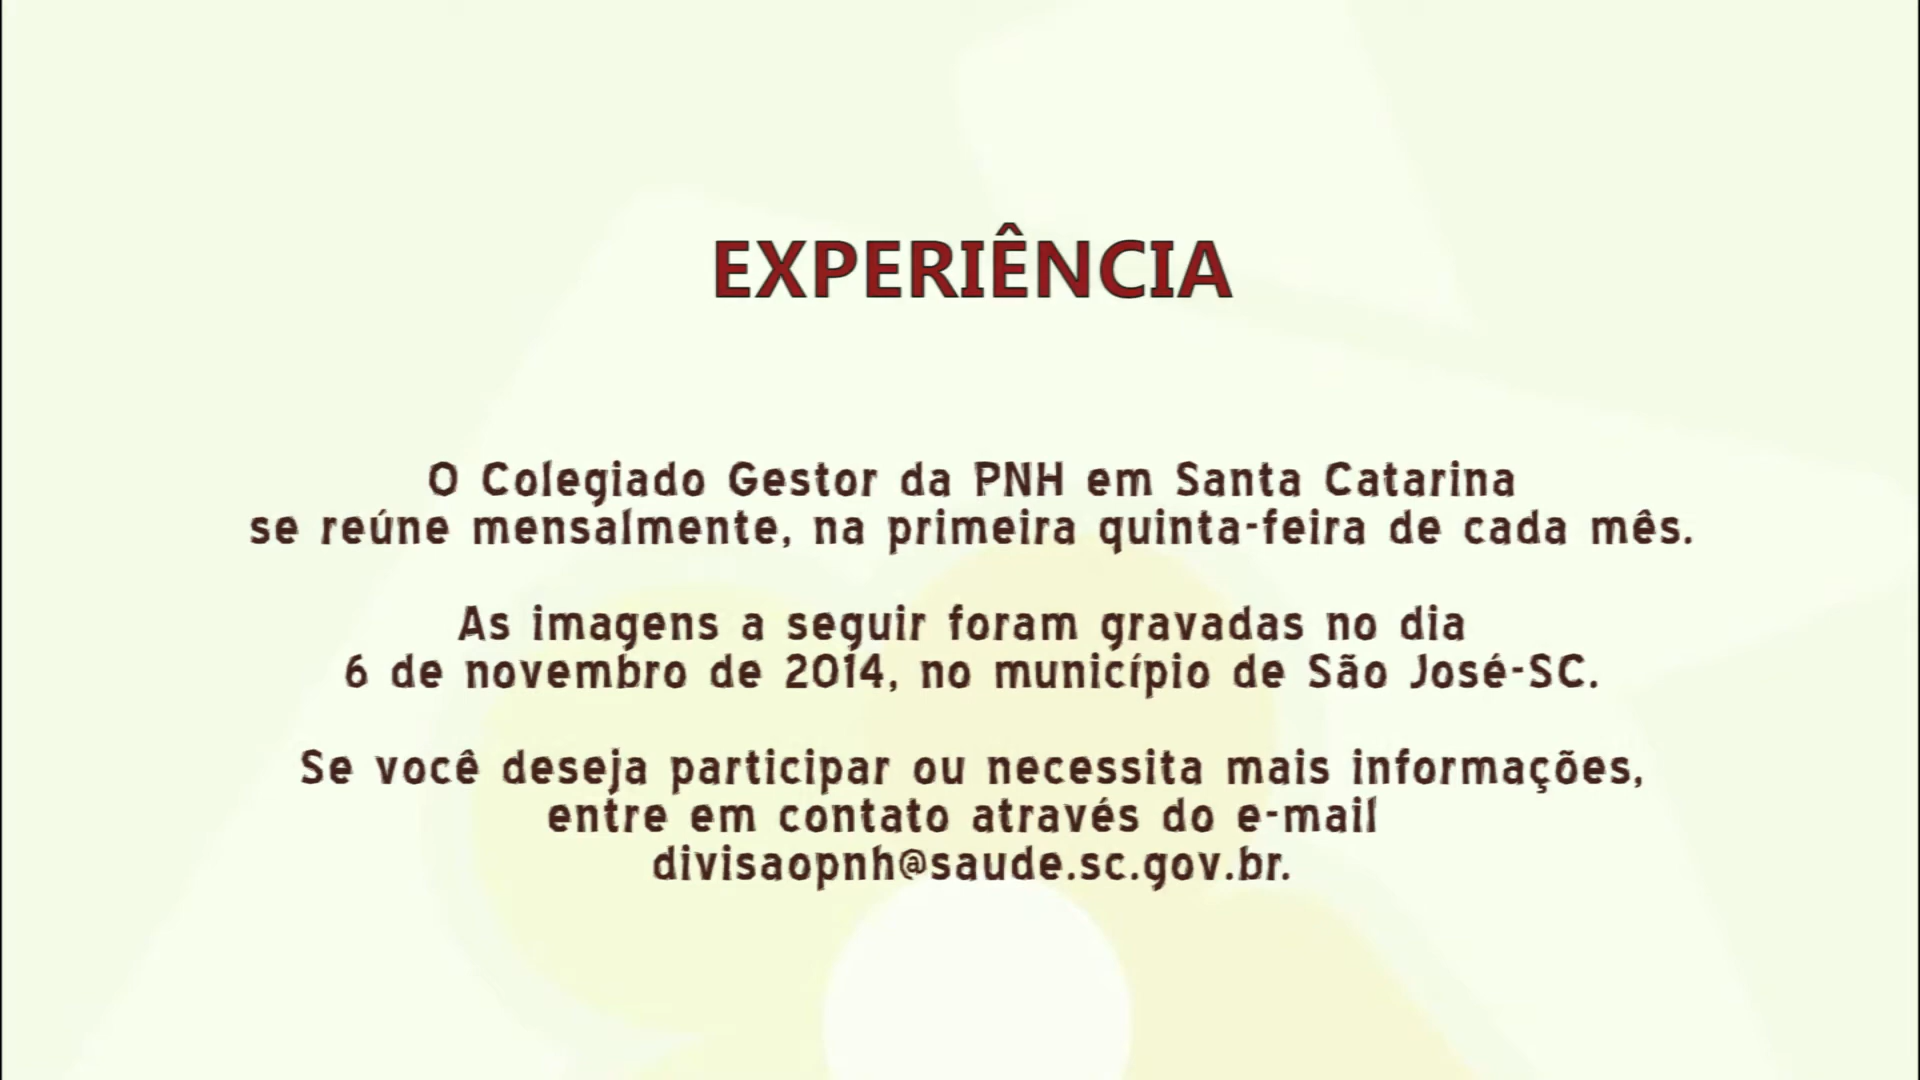 EXPERIÊNCIA
O Colegiado Gestor da PNH em Santa Catarina
se reúne mensalmente, na primeira quinta-feira de cada mês.
As imagens a seguir foram gravadas no dia
6 de novembro de 2014, no município de São José-SC.
Se você deseja participar ou necessita mais informações,
entre em contato através do e-mail
divisaopnh@saude.sc.gov.br.